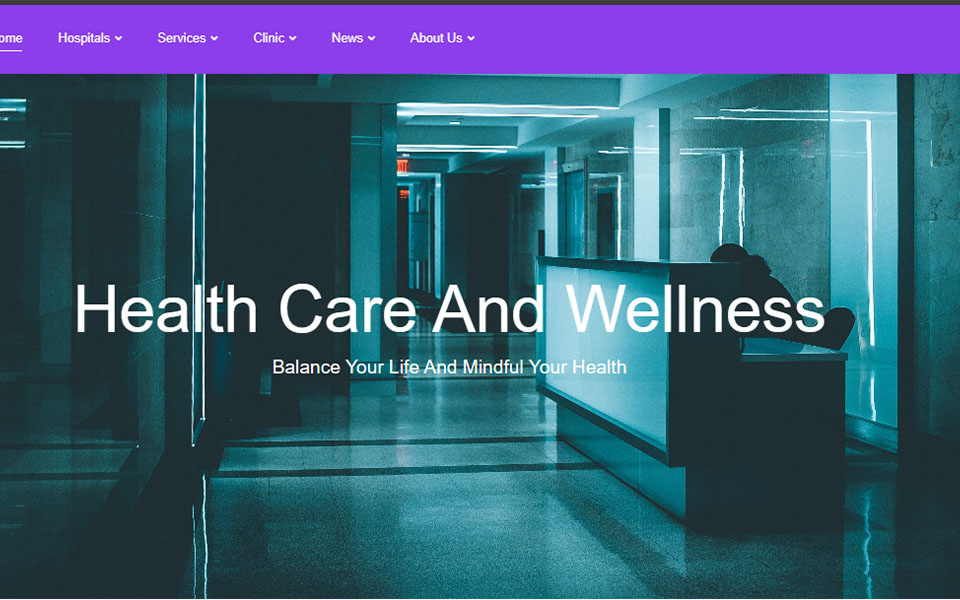 ome Hospitals Services Clinic News About Us
Health Care And Wellness
Balance Your Life And Mindful Your Health